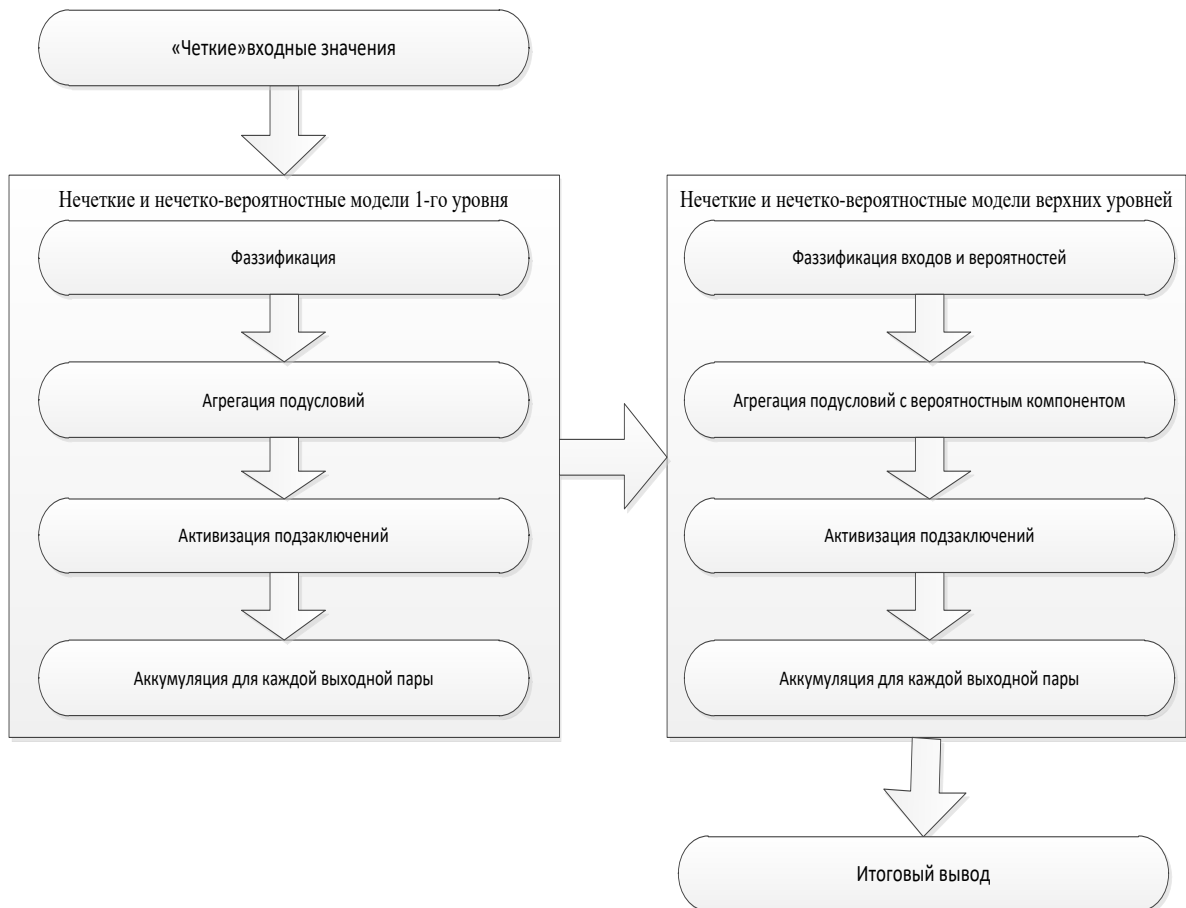 «Четкие»входные значения
Нечеткие и нечетко-вероятностные модели 1-го уровня
Фаззификация
Агрегация подусловий
Активизация подзаключений
Аккумуляция для каждой выходной пары
Нечеткие и нечетко-вероятностные модели верхних уровней
Фаззификация входов и вероятностей
Агрегация подусловий с вероятностным компонентом
Активизация подзаключений
Аккумуляция для каждой выходной пары
Итоговый вывод